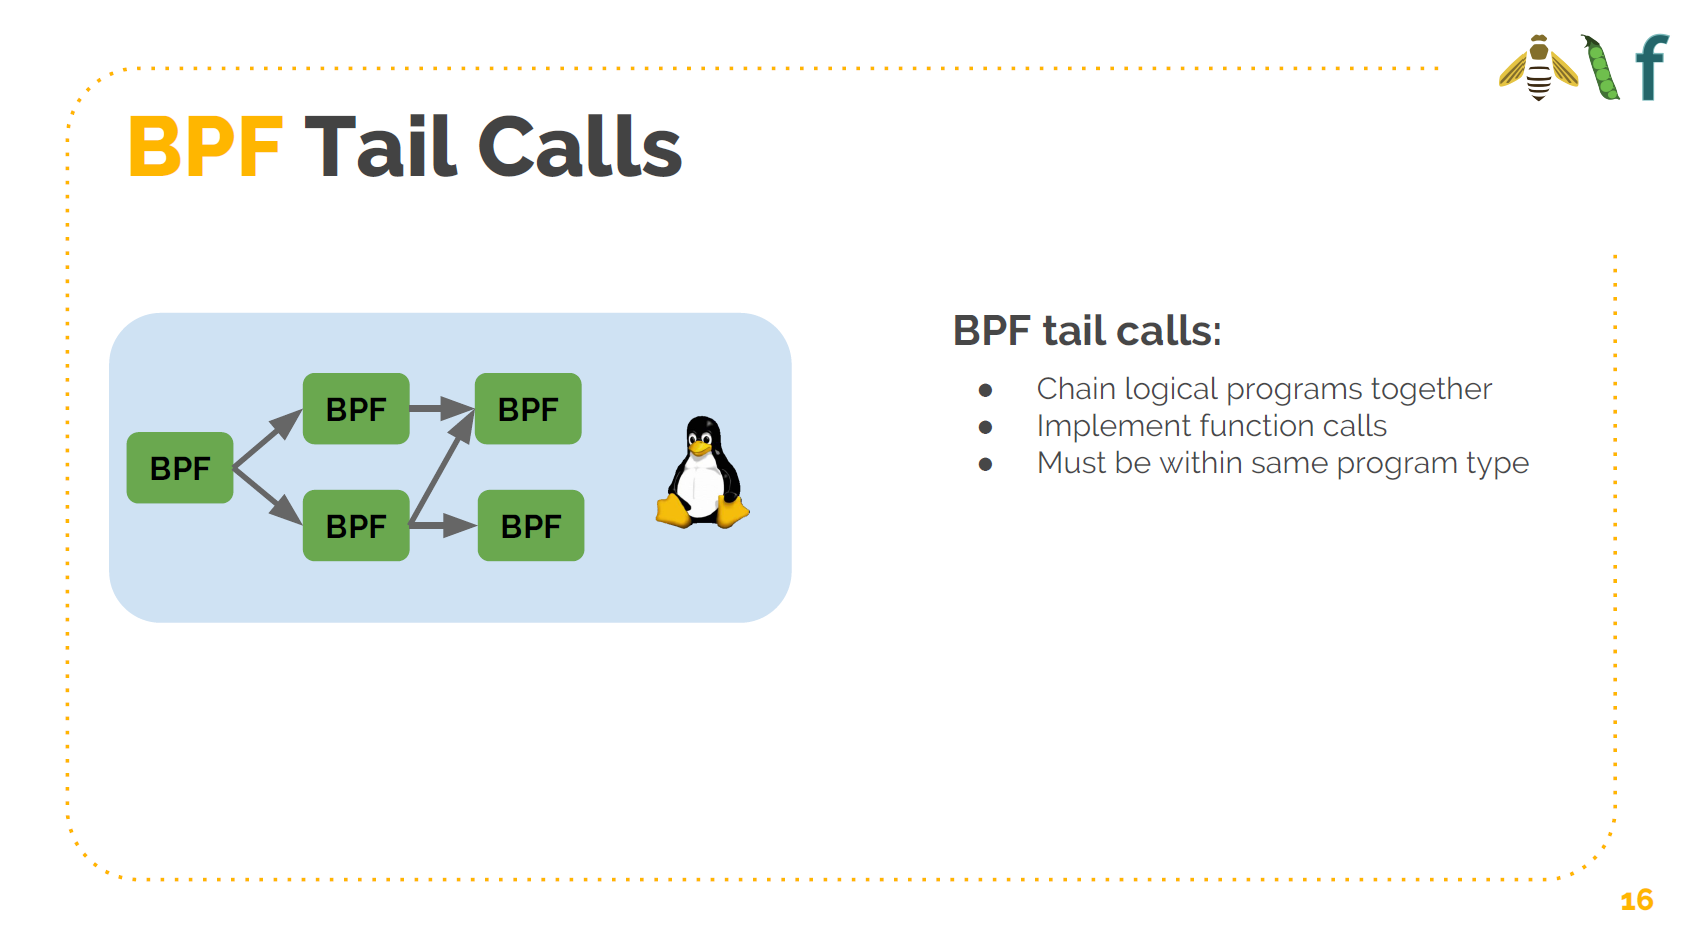 BPF Tail Calls
BPF
BPF
BPF
BPF
BPF
BPF tail calls:
● Chain logical programs together
● Implement function calls
● Must be within same program type
f
16